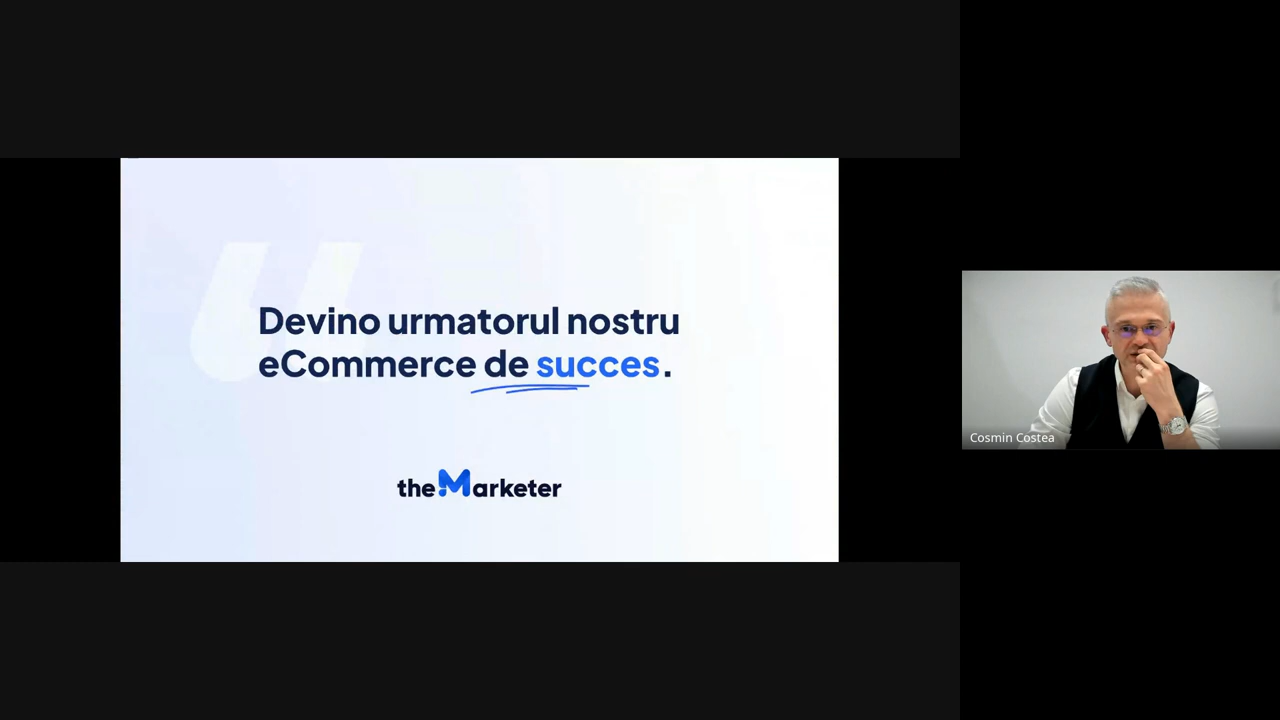 Devino urmatorul nostru
eCommerce de succes.
theMarketer
Cosmin Costea